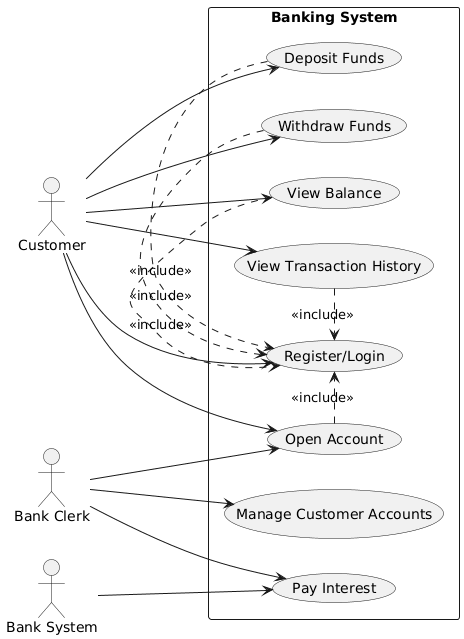 Banking System
Deposit Funds
Withdraw Funds
View Balance
Customer
View Transaction History
«include»
«include»
«include»
«include»
Register/Login
«include»
Open Account
Bank Clerk
Manage Customer Accounts
Pay Interest
Bank System